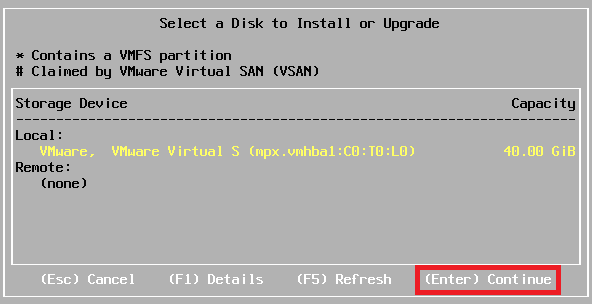 Select a Disk to Install or Upgrade
* Contains a VMFS partition
# Claimed by VMware Virtual SAN (VSAN)
Storage Device Capacity
Local:
VMware, VMware Virtual S (mpx.vmhba1:C0:T0:L0) 40.00 GiB
Remote:
(none)
(Esc) Cancel (F1) Details (F5) Refresh (Enter) Continue